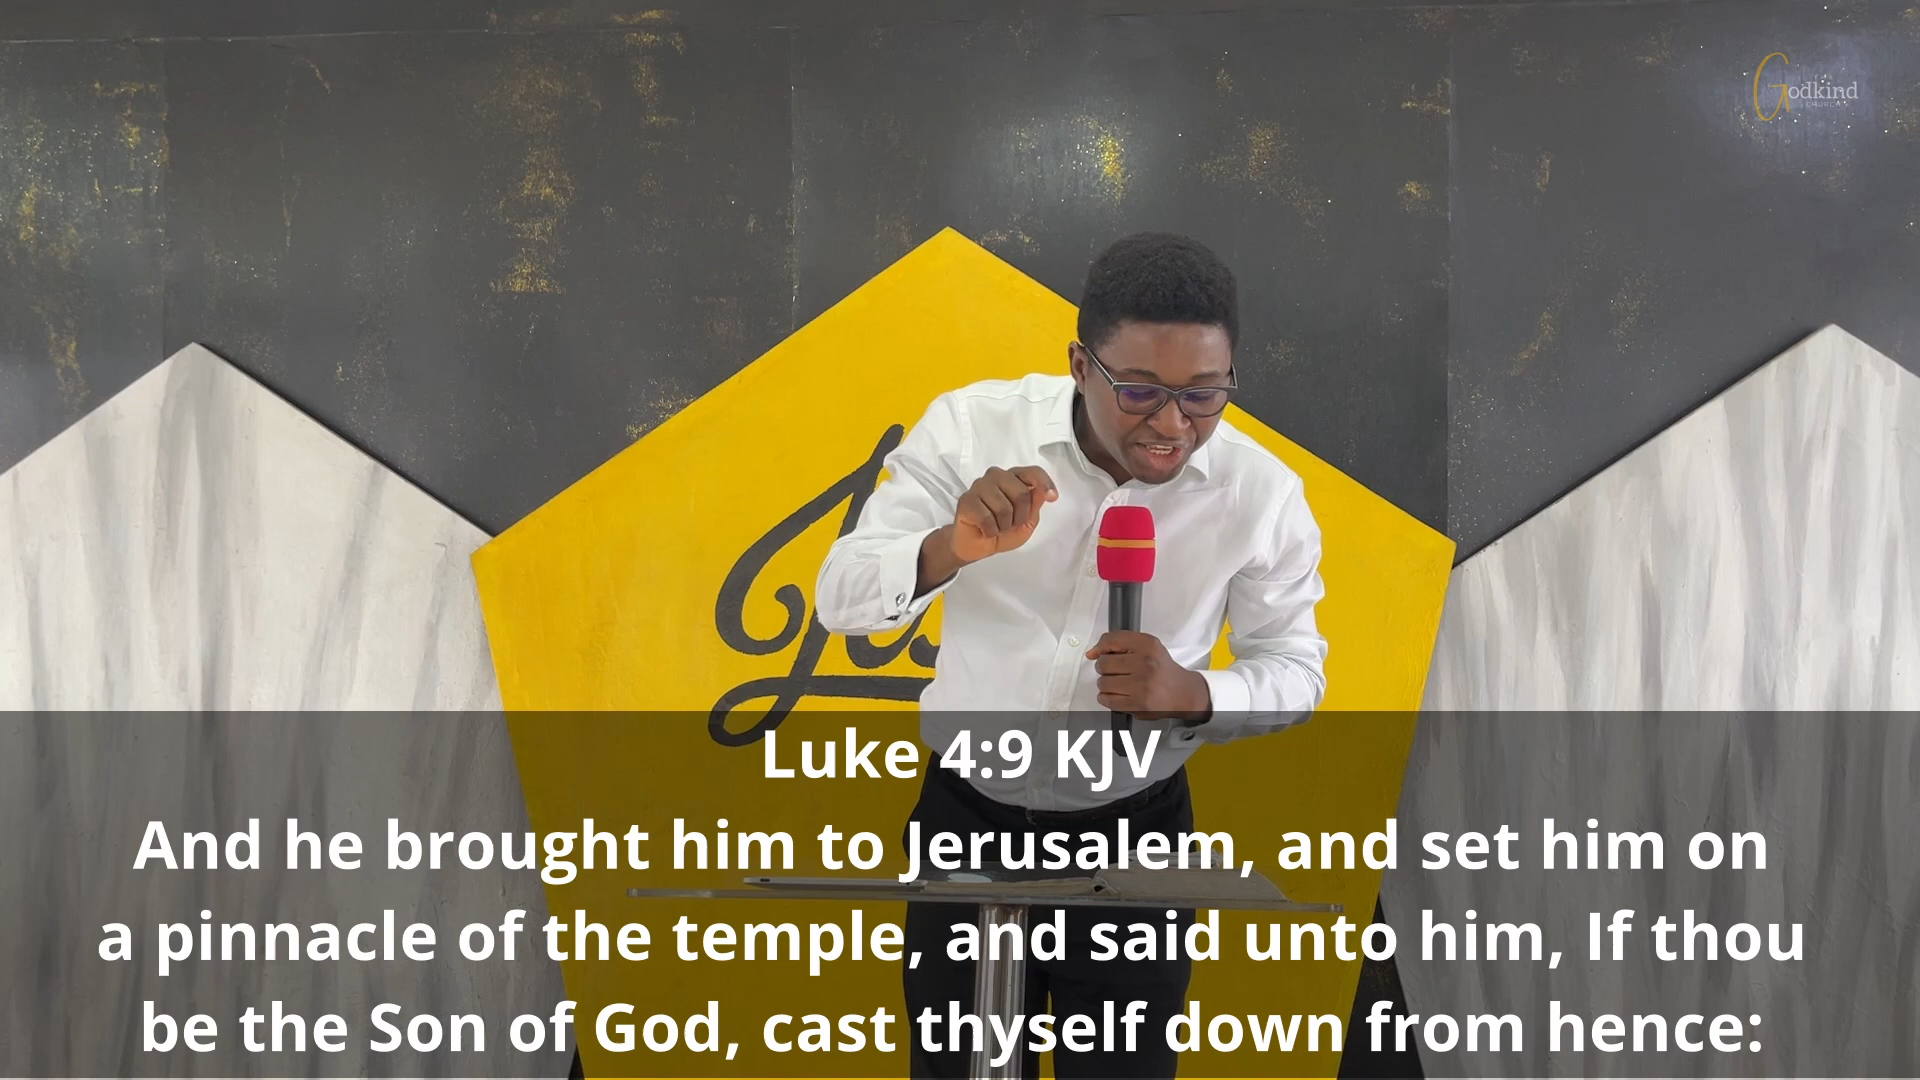 Godkind
CHURCH
Luke 4:9 KJV
And he brought him to Jerusalem, and set him on
a pinnacle of the temple, and said unto him, If thou
be the Son of God, cast thyself down from hence: